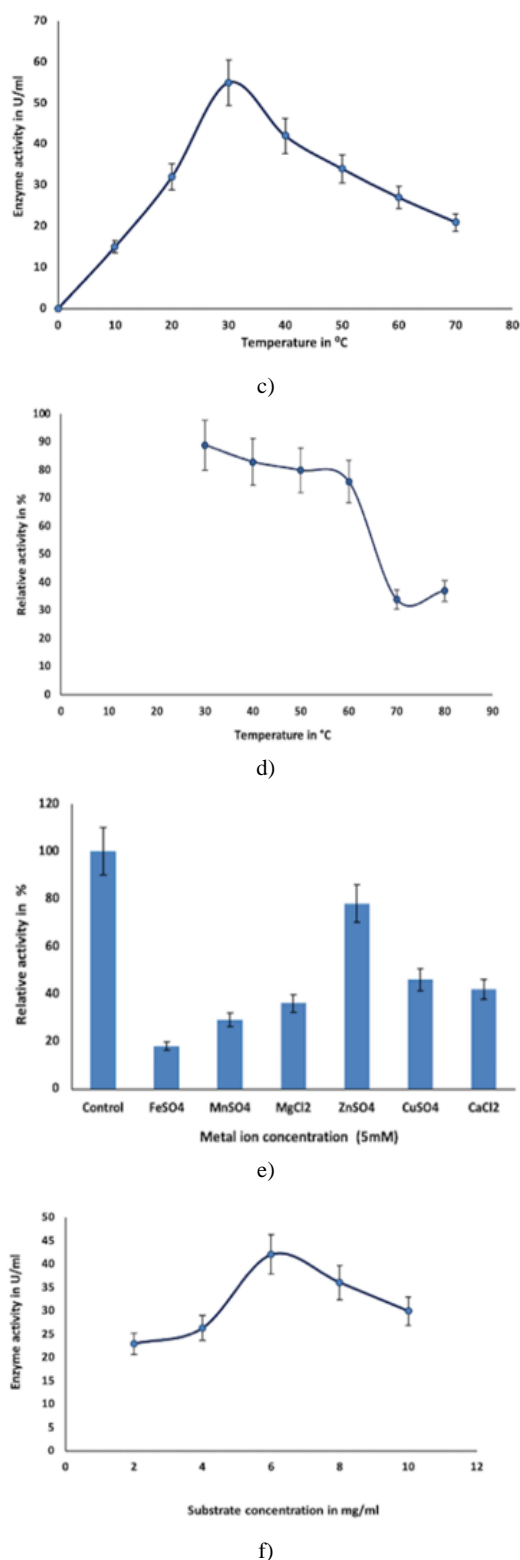 70
60
50
40
30
20
10
0
Enzyme activity in U/ml
0 10 20 30 40 50 60 70 80
Temperature in ⁰C
c)
100
90
80
70
60
50
40
30
20
10
0
Relative activity in %
0 10 20 30 40 50 60 70 80 90
Temperature in °C
d)
120
100
80
60
40
20
0
Relative activity in %
Control FeSO4 MnSO4 MgCl2 ZnSO4 CuSO4 CaCl2
Metal ion concentration (5mM)
e)
50
45
40
35
30
25
20
15
10
5
0
Enzyme activity in U/ml
0 2 4 6 8 10 12
Substrate concentration in mg/ml
f)